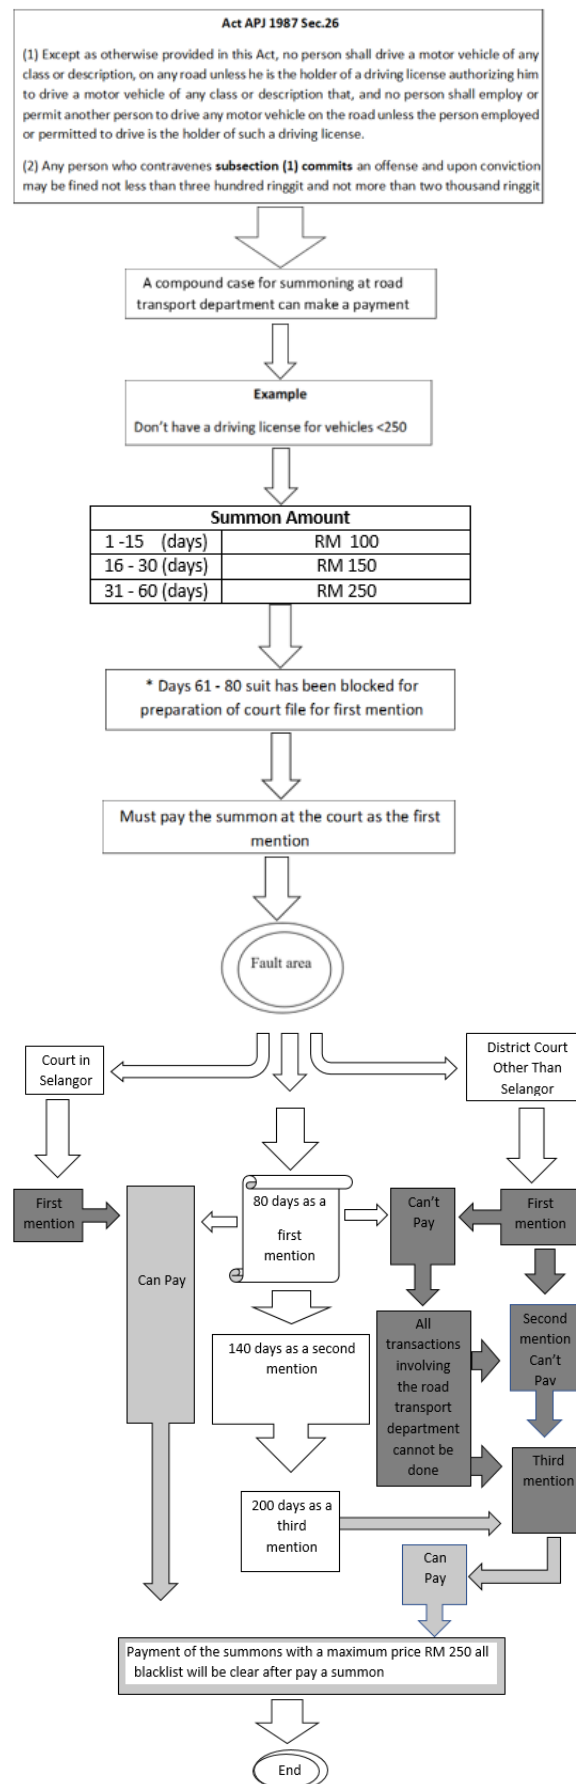 Act APJ 1987 Sec.26
(1) Except as otherwise provided in this Act, no person shall drive a motor vehicle of any
class or description, on any road unless he is the holder of a driving license authorizing him
to drive a motor vehicle of any class or description that, and no person shall employ or
permit another person to drive any motor vehicle on the road unless the person employed
or permitted to drive is the holder of such a driving license.
(2) Any person who contravenes subsection (1) commits an offense and upon conviction
may be fined not less than three hundred ringgit and not more than two thousand ringgit
A compound case for summoning at road
transport department can make a payment
Example
Don't have a driving license for vehicles <250
Summon Amount
1 -15 (days) RM 100
16 - 30 (days) RM 150
31 - 60 (days) RM 250
* Days 61 - 80 suit has been blocked for
preparation of court file for first mention
Must pay the summon at the court as the first
mention
Fault area
Court in
Selangor
District Court
Other Than
Selangor
First
mention
Can Pay
80 days as a
first
mention
Can't
Pay
First
mention
140 days as a second
mention
All
transactions
involving
the road
transport
department
cannot be
done
Second
mention
Can't
Pay
200 days as a
third
mention
Third
mention
Can
Pay
Payment of the summons with a maximum price RM 250 all
blacklist will be clear after pay a summon
End